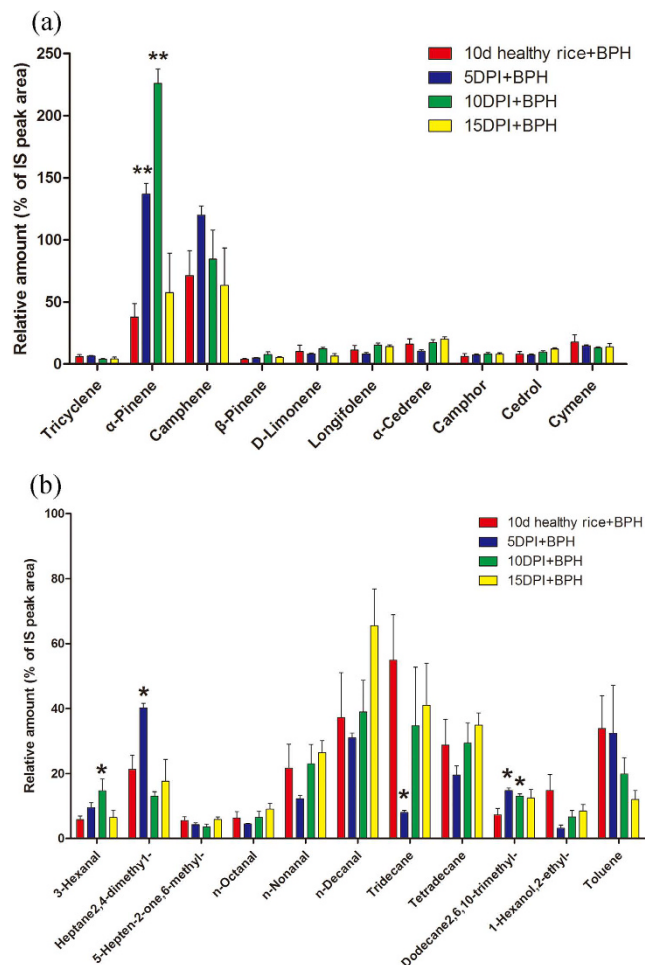 (a)
Relative amount (% of IS peak area)
250
200
150
100
50
0
**
**
10d healthy rice+BPH
5DPI+BPH
10DPI+BPH
15DPI+BPH
Tricyclene
α-Pinene
Camphene
β-Pinene
D-Limonene
Longifolene
α-Cedrene
Camphor
Cedrol
Cymene
(b)
Relative amount (% of IS peak area)
100
80
60
40
20
0
*
*
*
*
*
10d healthy rice+BPH
5DPI+BPH
10DPI+BPH
15DPI+BPH
3-Hexanal
Heptane2,4-dimethyl-
5-Hepten-2-one,6-methyl-
n-Octanal
n-Nonanal
n-Decanal
Tridecane
Tetradecane
Dodecane2,6,10-trimethyl-
1-Hexanol,2-ethyl-
Toluene